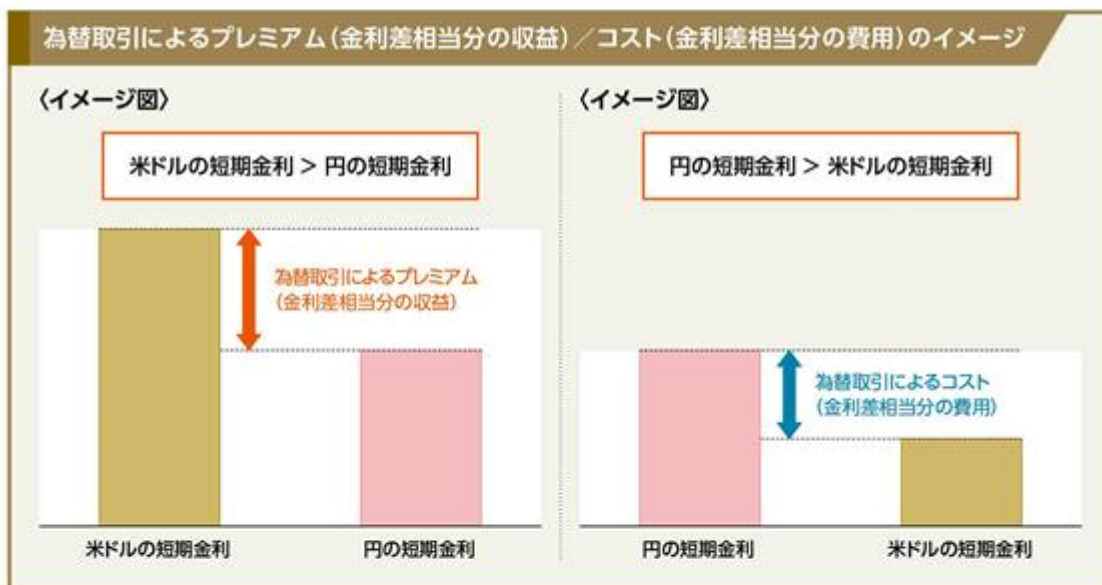 為替取引によるプレミアム(金利差相当分の収益)/コスト(金利差相当分の費用)のイメージ
〈イメージ図〉
米ドルの短期金利 > 円の短期金利
為替取引によるプレミアム
(金利差相当分の収益)
米ドルの短期金利
円の短期金利
〈イメージ図〉
円の短期金利 > 米ドルの短期金利
為替取引によるコスト
(金利差相当分の費用)
円の短期金利
米ドルの短期金利